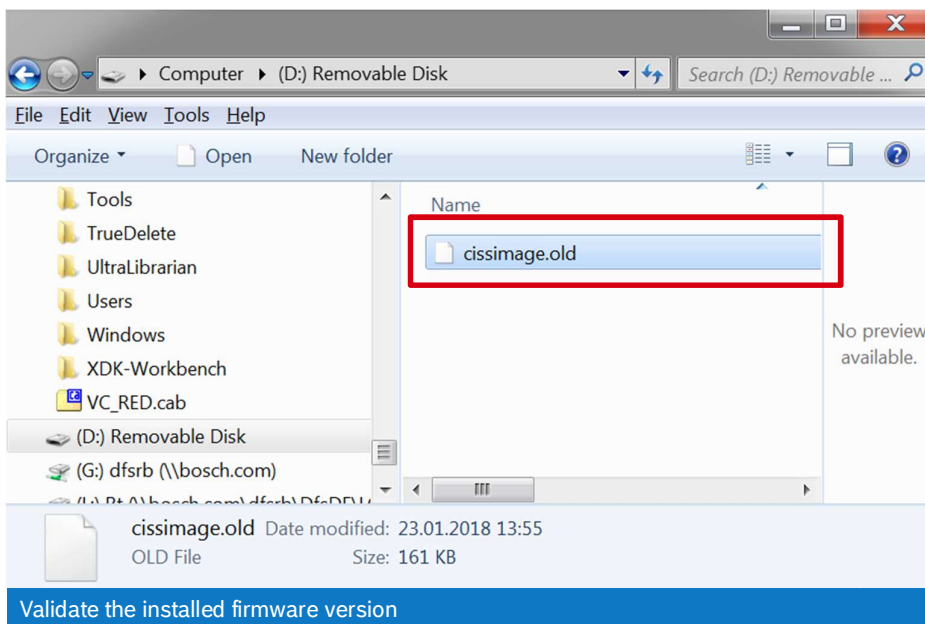 Computer (D:) Removable Disk
Search (D:) Removable ...
File Edit View Tools Help
Organize Open New folder
Tools
TrueDelete
UltraLibrarian
Users
Windows
XDK-Workbench
VC_RED.cab
(D:) Removable Disk
(G:) dfsrb (\\bosch.com)
Name
cissimage.old
No preview
available.
cissimage.old Date modified: 23.01.2018 13:55
OLD File Size: 161 KB
Validate the installed firmware version